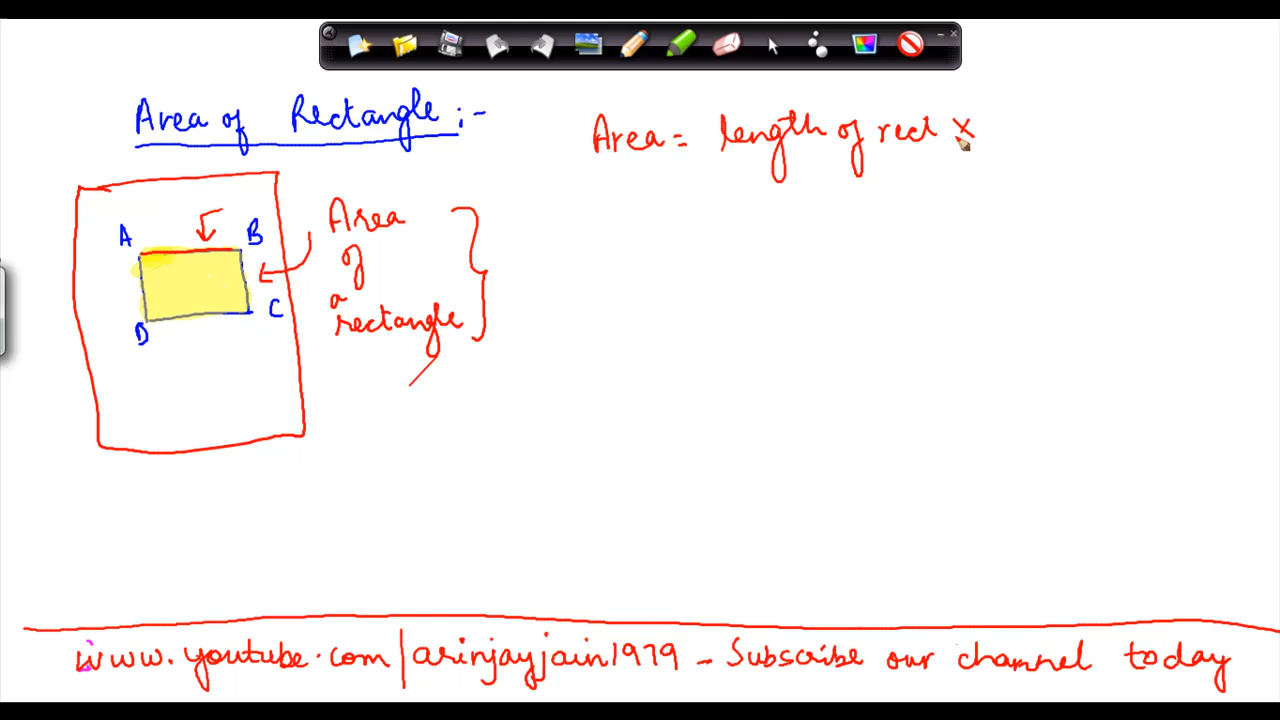 Area of Rectangle :-
Area = length of rect ×
A
B
C
D
Area
of
a
rectangle
www.youtube.com/arinjayjain1979 - Subscribe our channel today